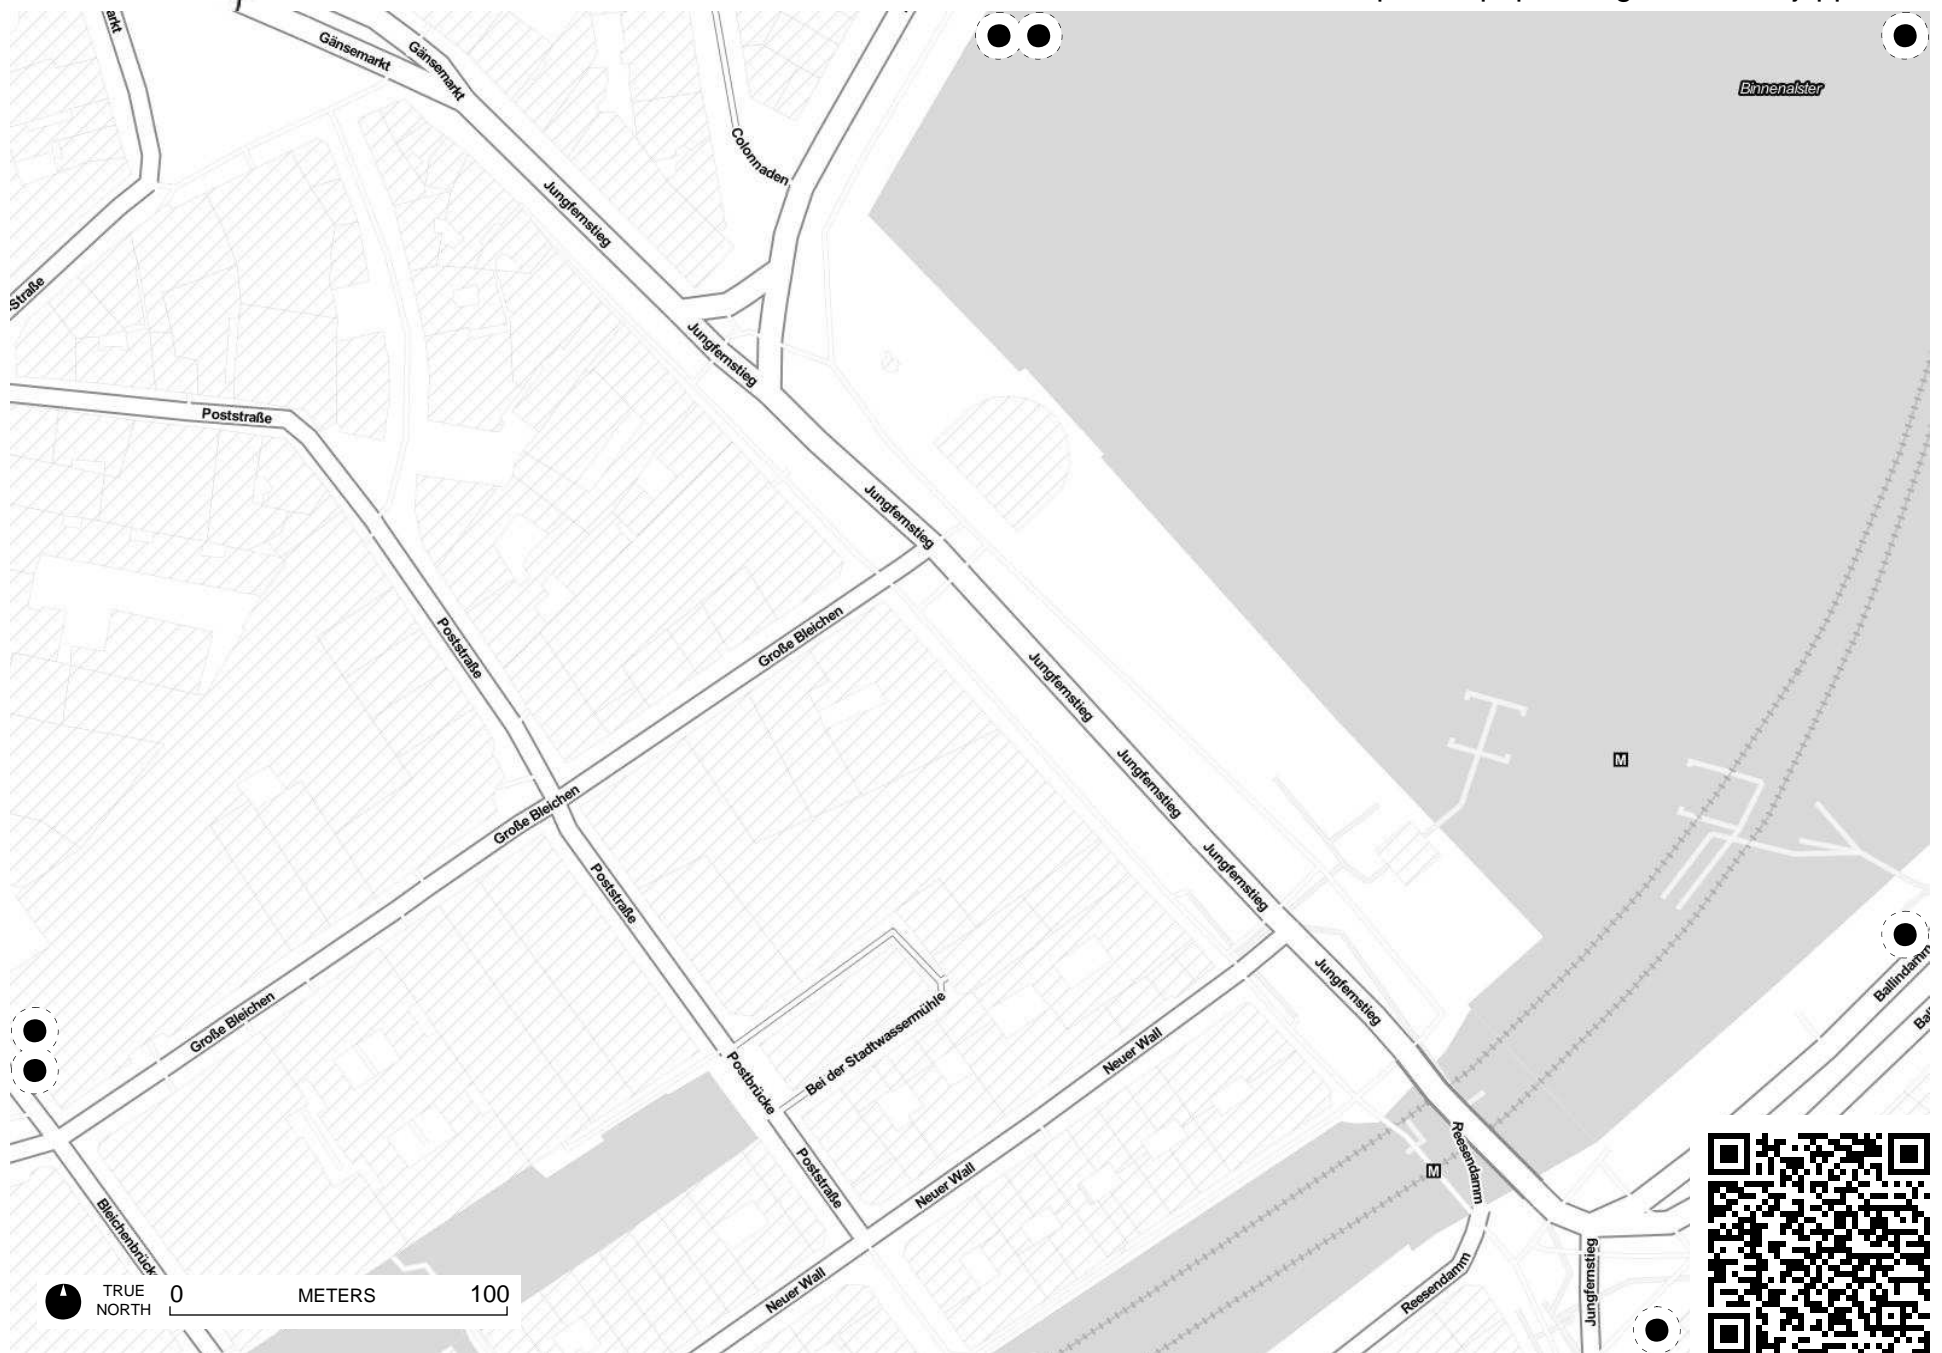 Gänsemarkt
Gänsemarkt
Binnenalster
Colonnaden
Jungfernstieg
Straße
Jungfernstieg
Poststraße
Jungfernstieg
Große Bleichen
Poststraße
Jungfernstieg
Jungfernstieg
M
Große Bleichen
Jungfernstieg
Poststraße
Jungfernstieg
Ballindamm
Große Bleichen
Bei der Stadtwassermühle
Neuer Wall
Postbrücke
Reesendamm
M
Poststraße
Neuer Wall
Bleichenbrück
Jungfernstieg
Reesendamm
Neuer Wall
TRUE
NORTH
0 METERS 100